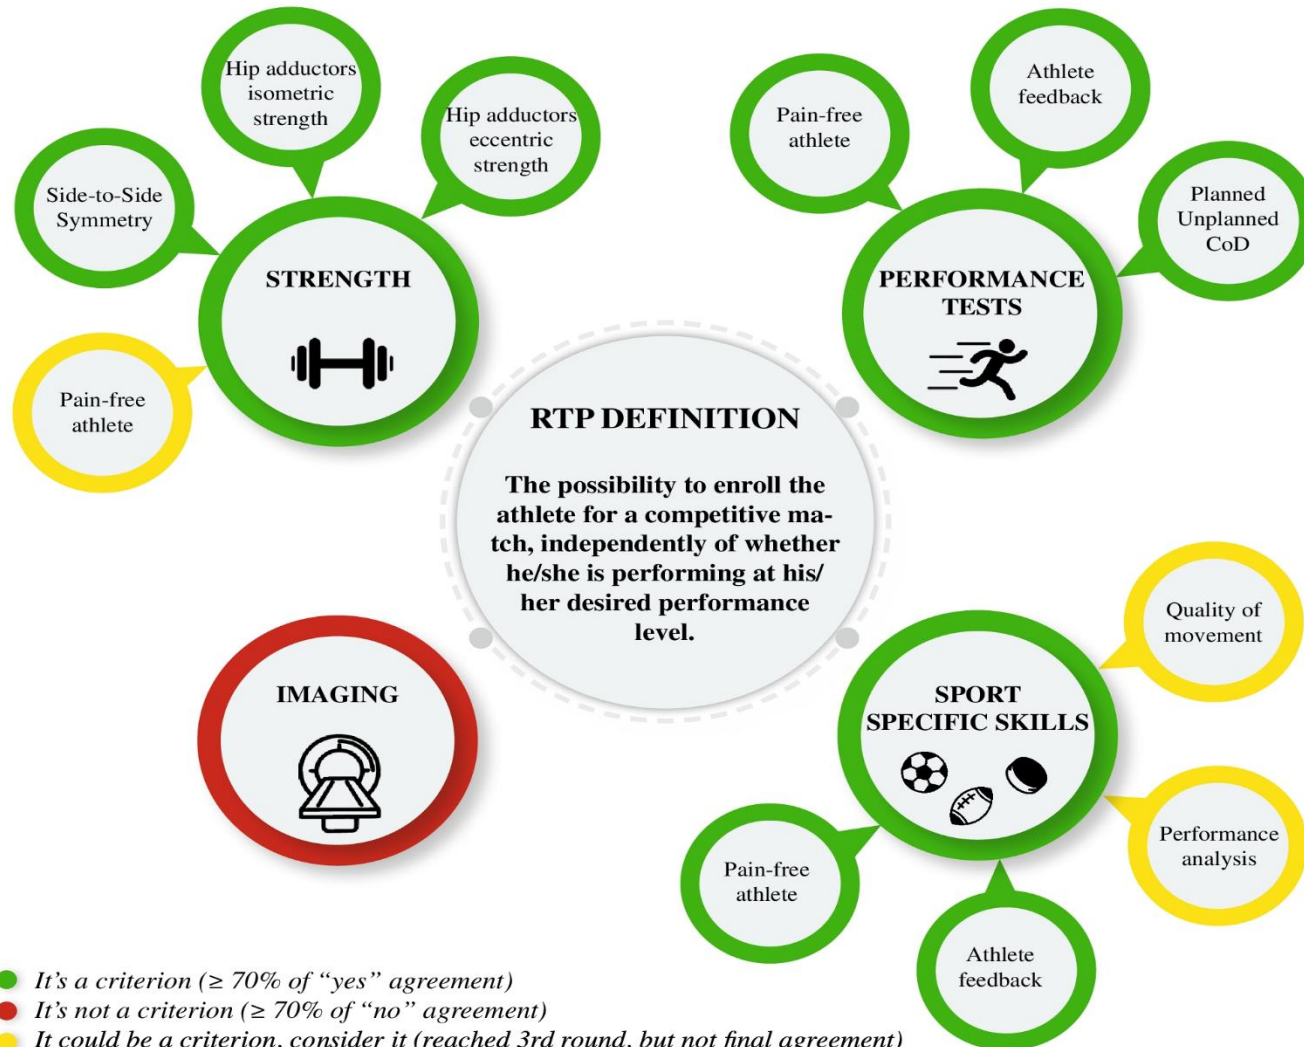 Hip adductors
isometric
strength
Hip adductors
eccentric
strength
Side-to-Side
Symmetry
Pain-free
athlete
STRENGTH
Pain-free
athlete
Athlete
feedback
Planned
Unplanned
CoD
PERFORMANCE
TESTS
RTP DEFINITION
The possibility to enroll the
athlete for a competitive ma-
tch, independently of whether
he/she is performing at his/
her desired performance
level.
IMAGING
SPORT
SPECIFIC SKILLS
Quality of
movement
Performance
analysis
Pain-free
athlete
Athlete
feedback
It's a criterion (≥ 70% of “yes” agreement)
It's not a criterion (≥ 70% of “no” agreement)
It could be a criterion, consider it (reached 3rd round, but not final agreement)